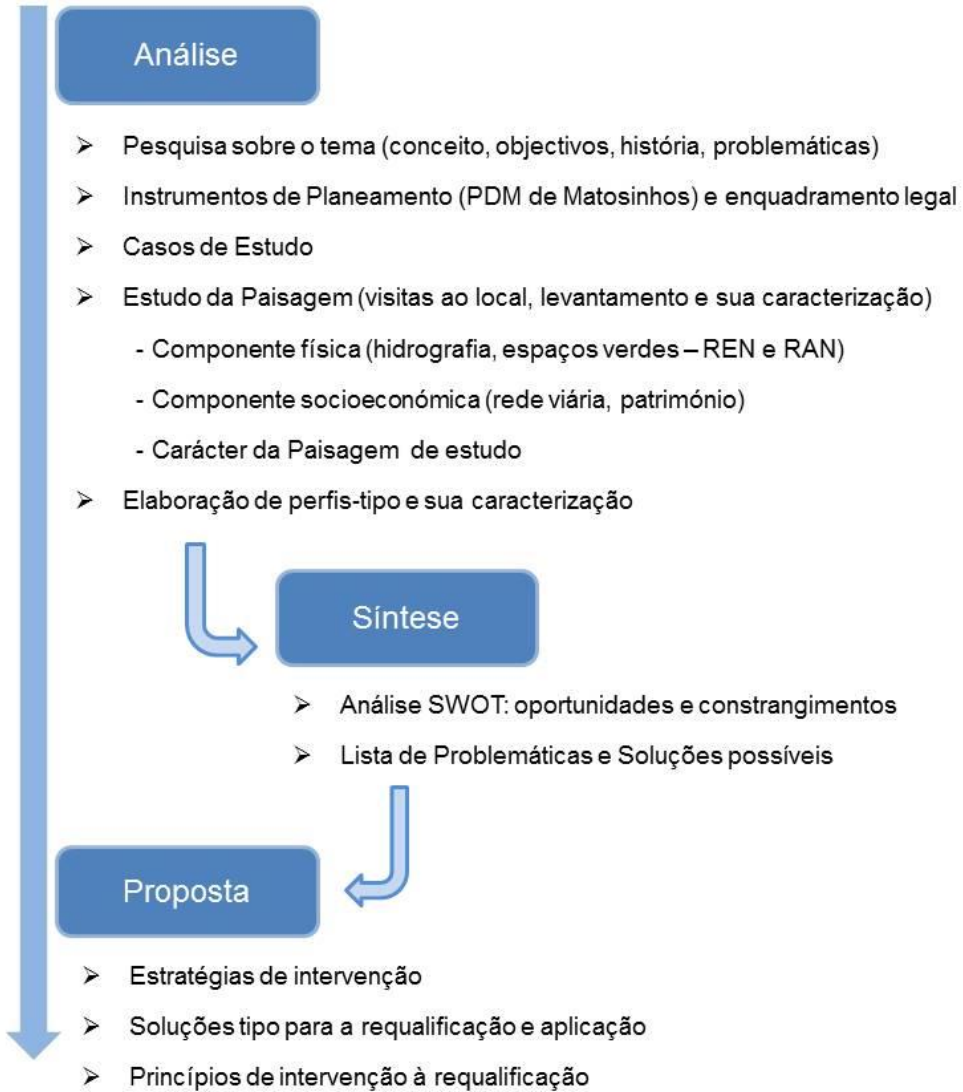 Análise
➢ Pesquisa sobre o tema (conceito, objectivos, história, problemáticas)
➢ Instrumentos de Planeamento (PDM de Matosinhos) e enquadramento legal
➢ Casos de Estudo
➢ Estudo da Paisagem (visitas ao local, levantamento e sua caracterização)
- Componente física (hidrografia, espaços verdes – REN e RAN)
- Componente socioeconómica (rede viária, património)
- Carácter da Paisagem de estudo
➢ Elaboração de perfis-tipo e sua caracterização
Síntese
➢ Análise SWOT: oportunidades e constrangimentos
➢ Lista de Problemáticas e Soluções possíveis
Proposta
➢ Estratégias de intervenção
➢ Soluções tipo para a requalificação e aplicação
➢ Princípios de intervenção à requalificação